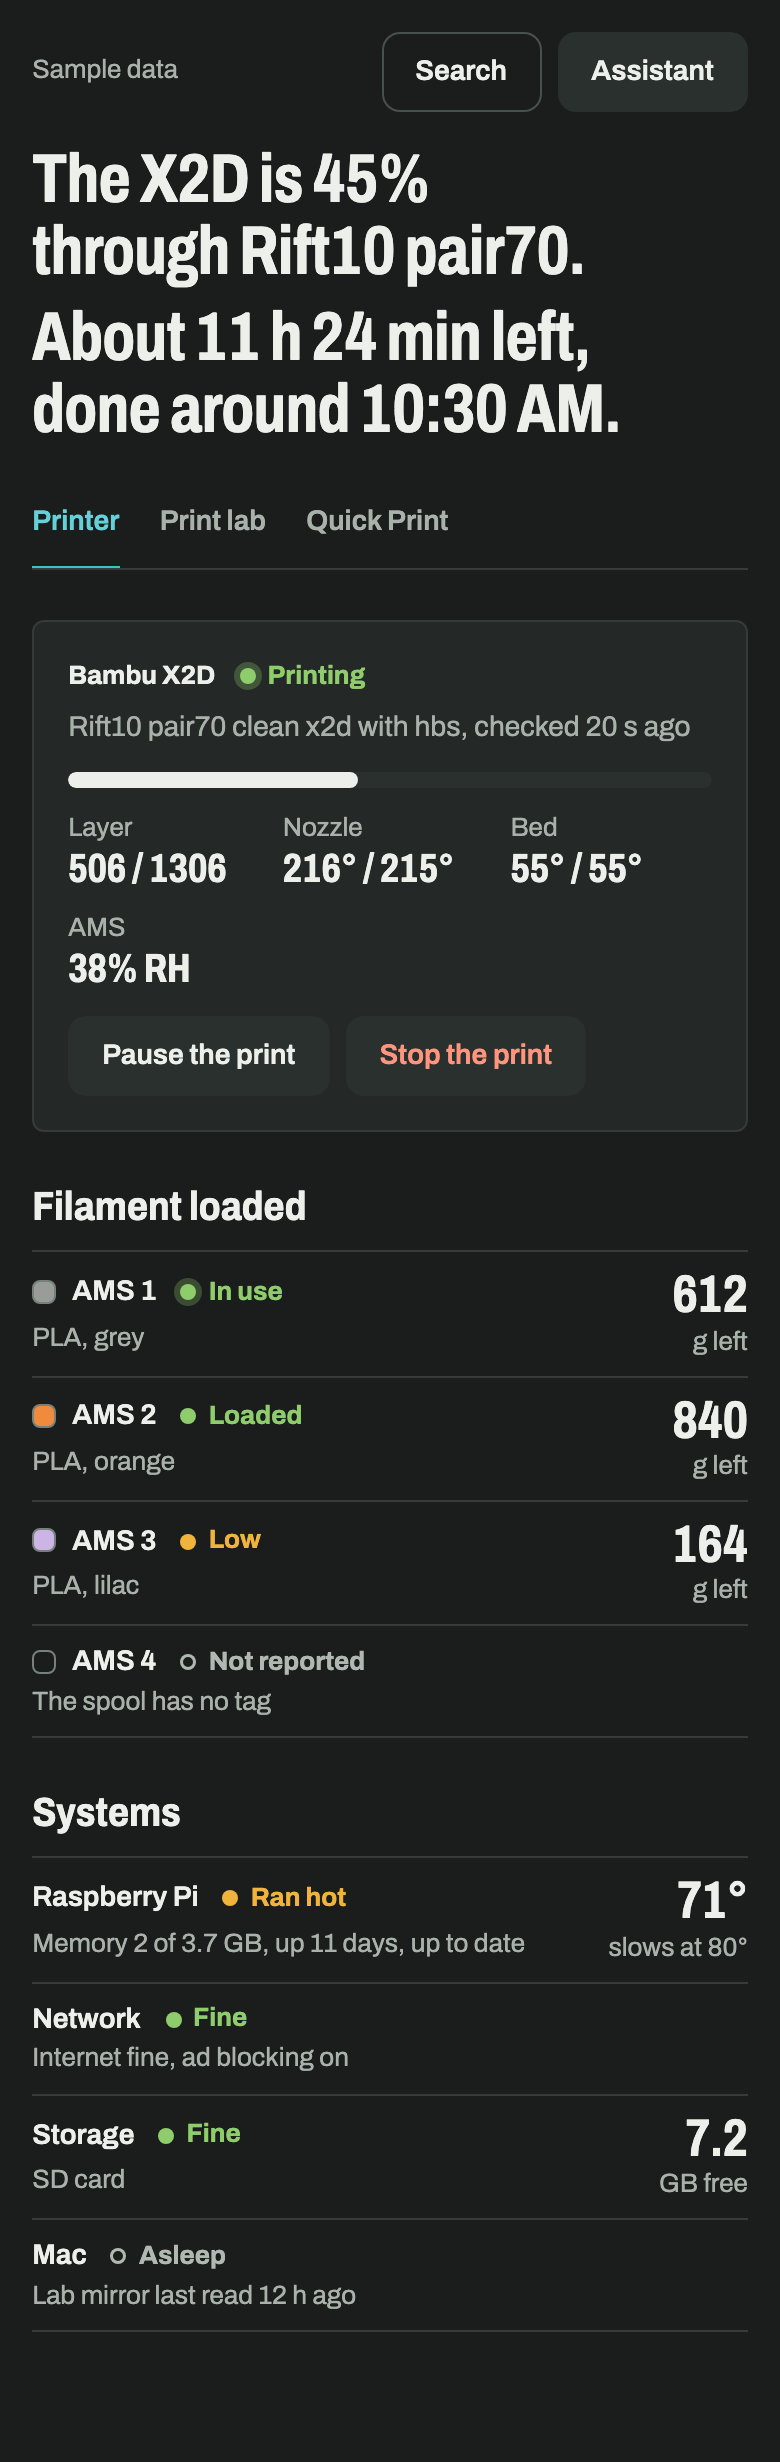 Sample data
Search
Assistant
The X2D is 45%
through Rift10 pair70.
About 11 h 24 min left,
done around 10:30 AM.
Printer
Print lab
Quick Print
Bambu X2D
Printing
Rift10 pair70 clean x2d with hbs, checked 20 s ago
Layer
506 / 1306
Nozzle
216° / 215°
Bed
55° / 55°
AMS
38% RH
Pause the print
Stop the print
Filament loaded
AMS 1
In use
612
PLA, grey
g left
AMS 2
Loaded
840
PLA, orange
g left
AMS 3
Low
164
PLA, lilac
g left
AMS 4
Not reported
The spool has no tag
Systems
Raspberry Pi
Ran hot
71°
Memory 2 of 3.7 GB, up 11 days, up to date
slows at 80°
Network
Fine
Internet fine, ad blocking on
Storage
Fine
7.2
SD card
GB free
Mac
Asleep
Lab mirror last read 12 h ago